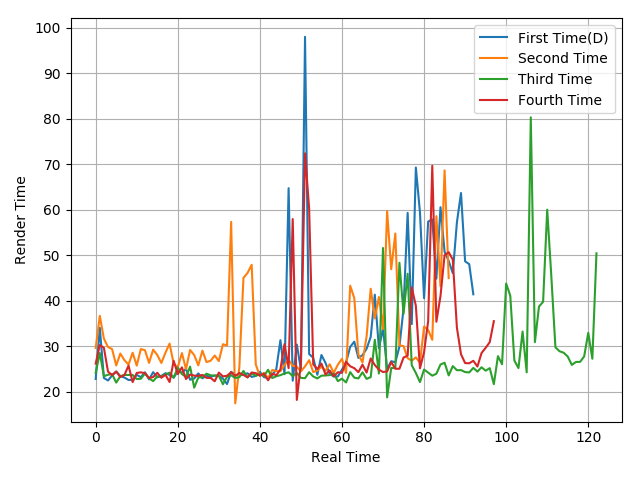 First Time(D)
Second Time
Third Time
Fourth Time
100
90
80
70
60
50
40
30
20
Render Time
0 20 40 60 80 100 120
Real Time